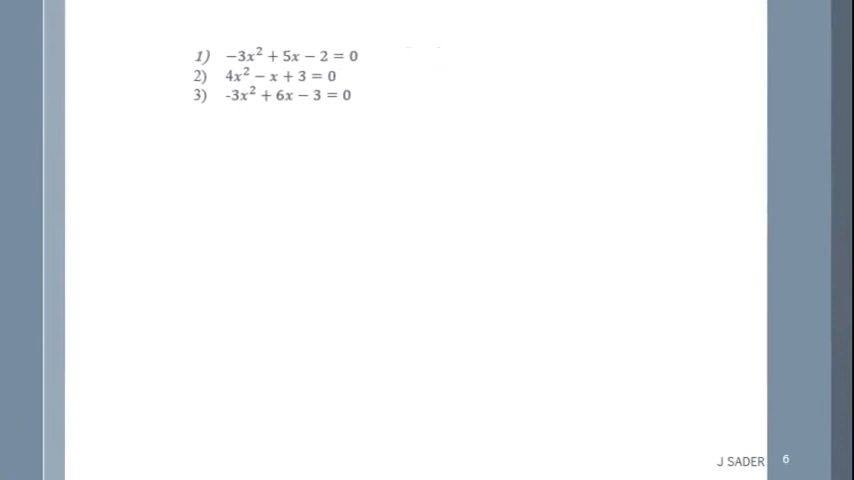 1) −3x² + 5x − 2 = 0
2) 4x² − x + 3 = 0
3) -3x² + 6x − 3 = 0
J SADER 6